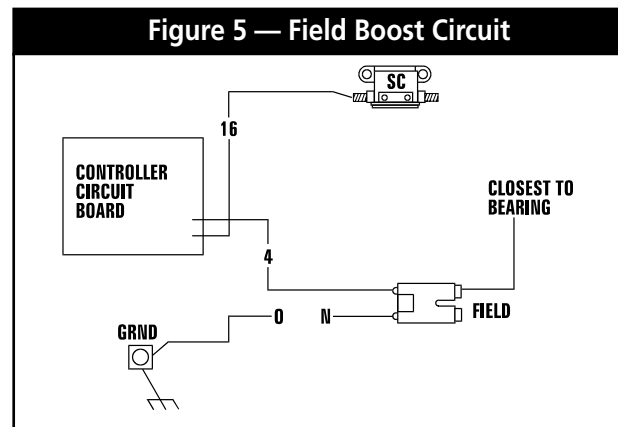 Figure 5 — Field Boost Circuit
SC
16
CONTROLLER
CIRCUIT
BOARD
CLOSEST TO
BEARING
4
FIELD
0 N
GRND